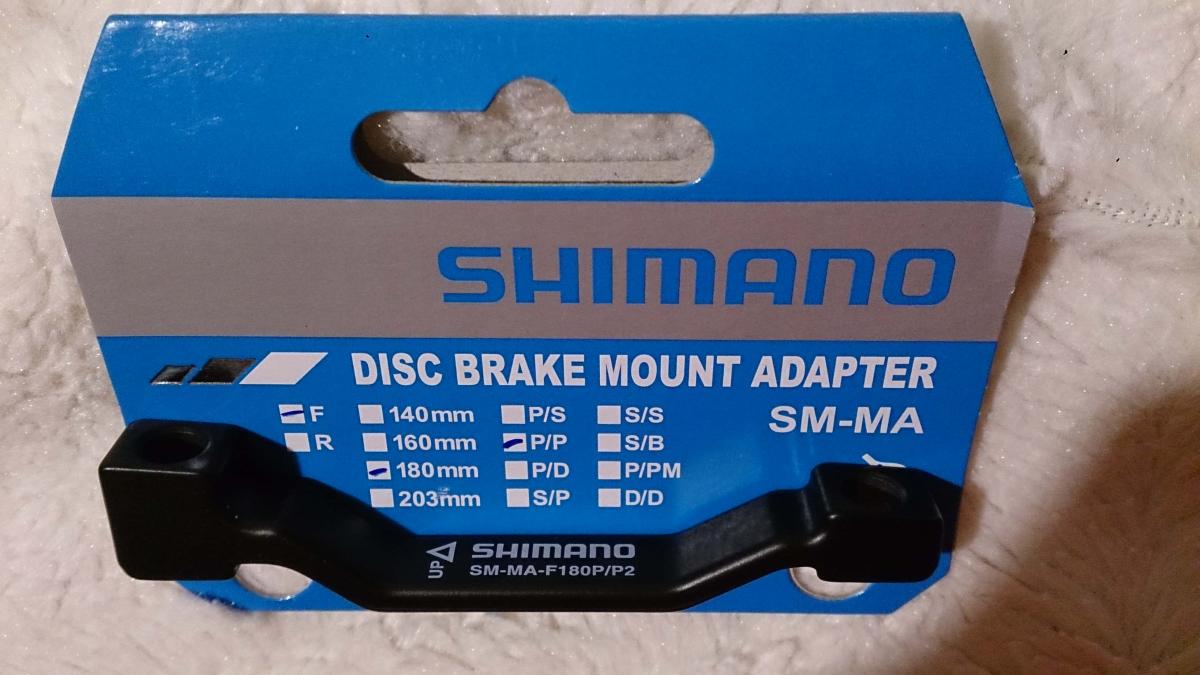 SHIMANO
DISC BRAKE MOUNT ADAPTER
SM-MA
F 140mm P/S S/S
R 160mm P/P S/B
180mm P/D P/PM
203mm S/P D/D
UP SHIMANO
SM-MA-F180P/P2